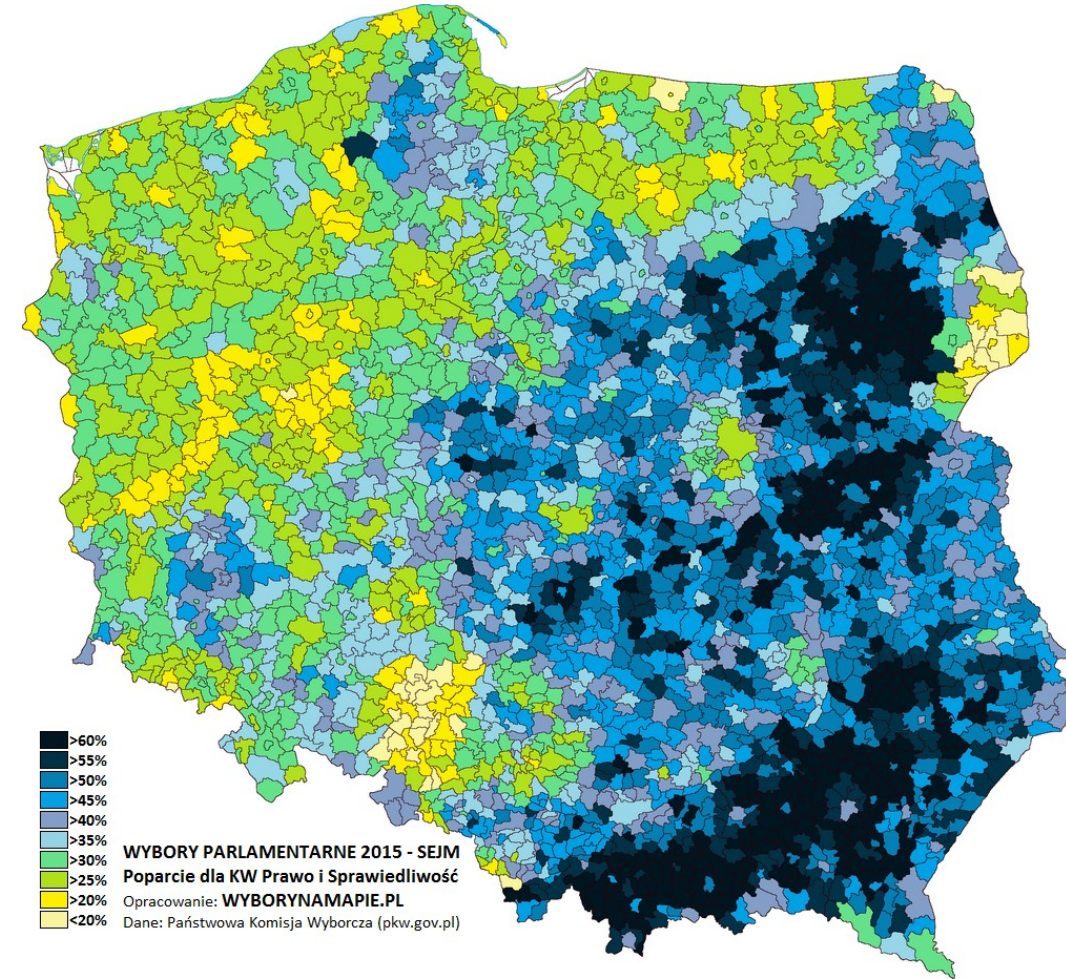 >60%
>55%
>50%
>45%
>40%
>35%
>30%
>25%
>20%
<20%
WYBORY PARLAMENTARNE 2015 - SEJM
Poparcie dla KW Prawo i Sprawiedliwość
Opracowanie: WYBORYNAMAPIE.PL
Dane: Państwowa Komisja Wyborcza (pkw.gov.pl)